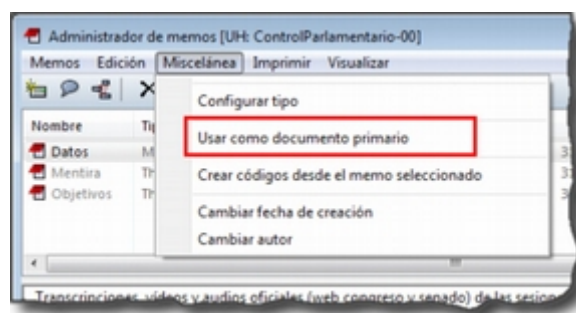 Administrador de memos [UH: ControlParlamentario-00]
Memos Edición Miscelánea Imprimir Visualizar
Configurar tipo
Nombre
Usar como documento primario
Datos
Mentira
Crear códigos desde el memo seleccionado
Objetivos
Cambiar fecha de creación
Cambiar autor
Transcripciones, vídeos y audios oficiales (web congreso y senado) de las sesion